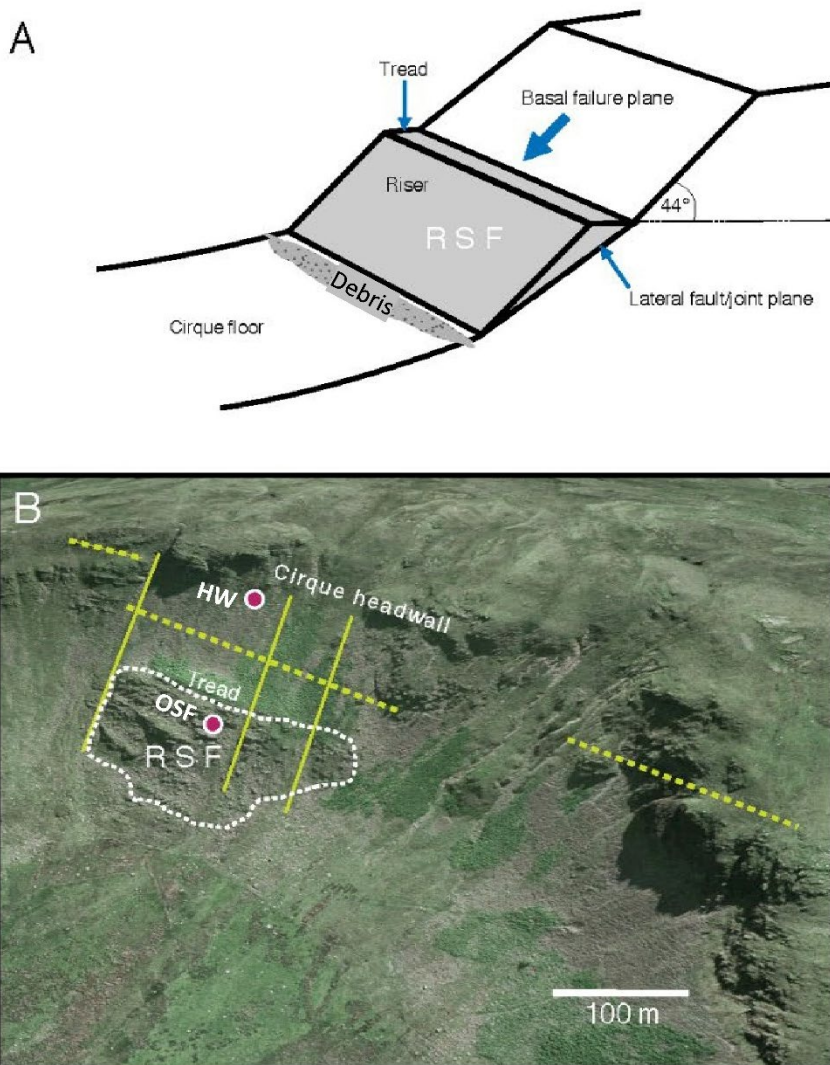 A
Tread
Basal failure plane
Riser
44°
R S F
Debris
Lateral fault/joint plane
Cirque floor
B
HW
Cirque headwall
Tread
OSF
R S F
100 m